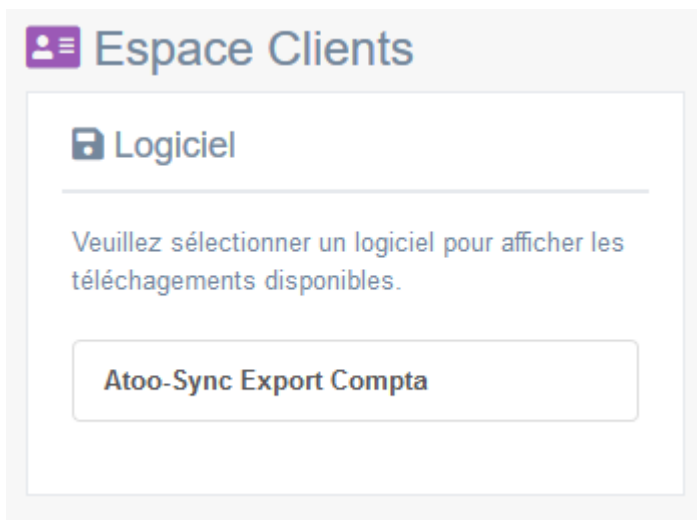 Espace Clients
Logiciel
Veuillez sélectionner un logiciel pour afficher les
téléchagements disponibles.
Atoo-Sync Export Compta